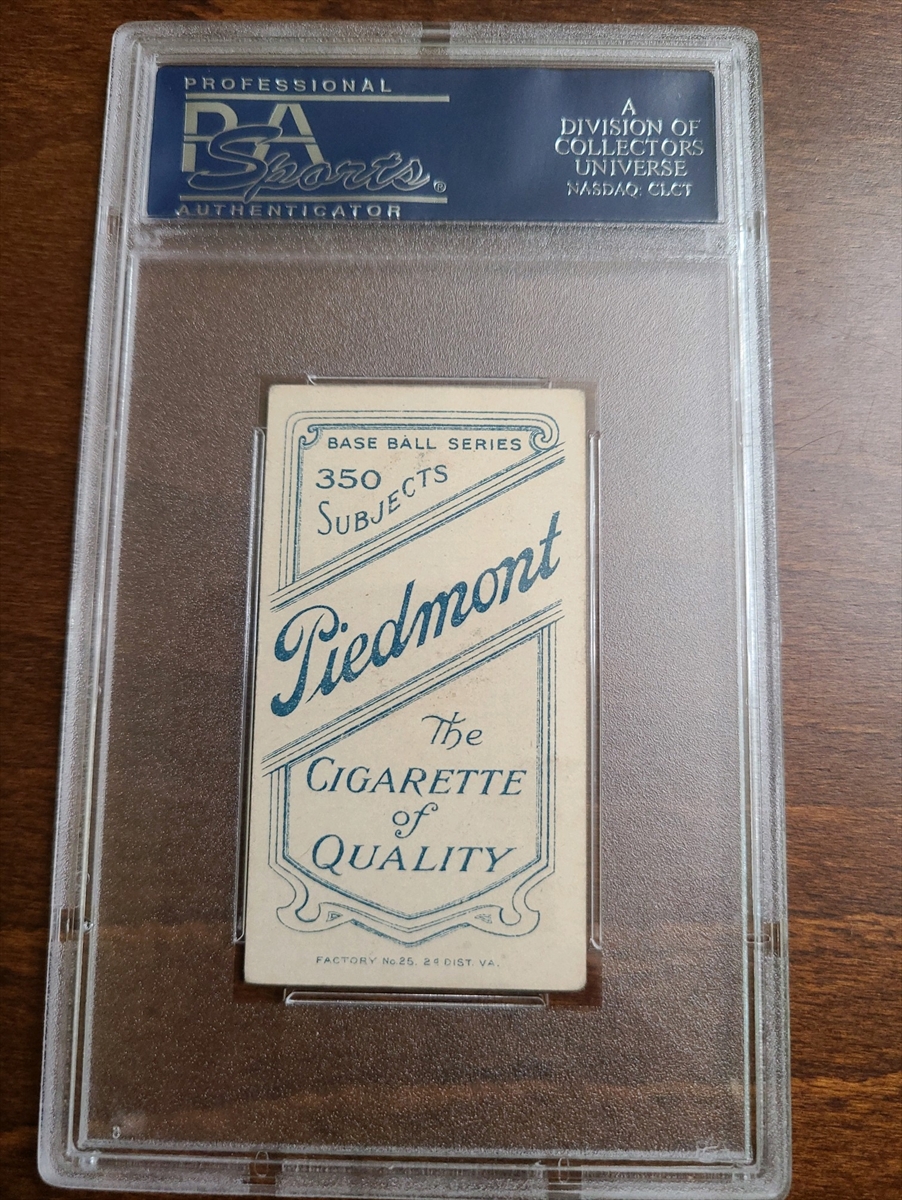 PROFESSIONAL
PSA
Sports®
AUTHENTICATOR
A
DIVISION OF
COLLECTORS
UNIVERSE
NASDAQ: CLCT
BASE BALL SERIES
350
SUBJECTS
Piedmont
The
CIGARETTE
of
QUALITY
FACTORY No 25. 2d DIST. VA.
8